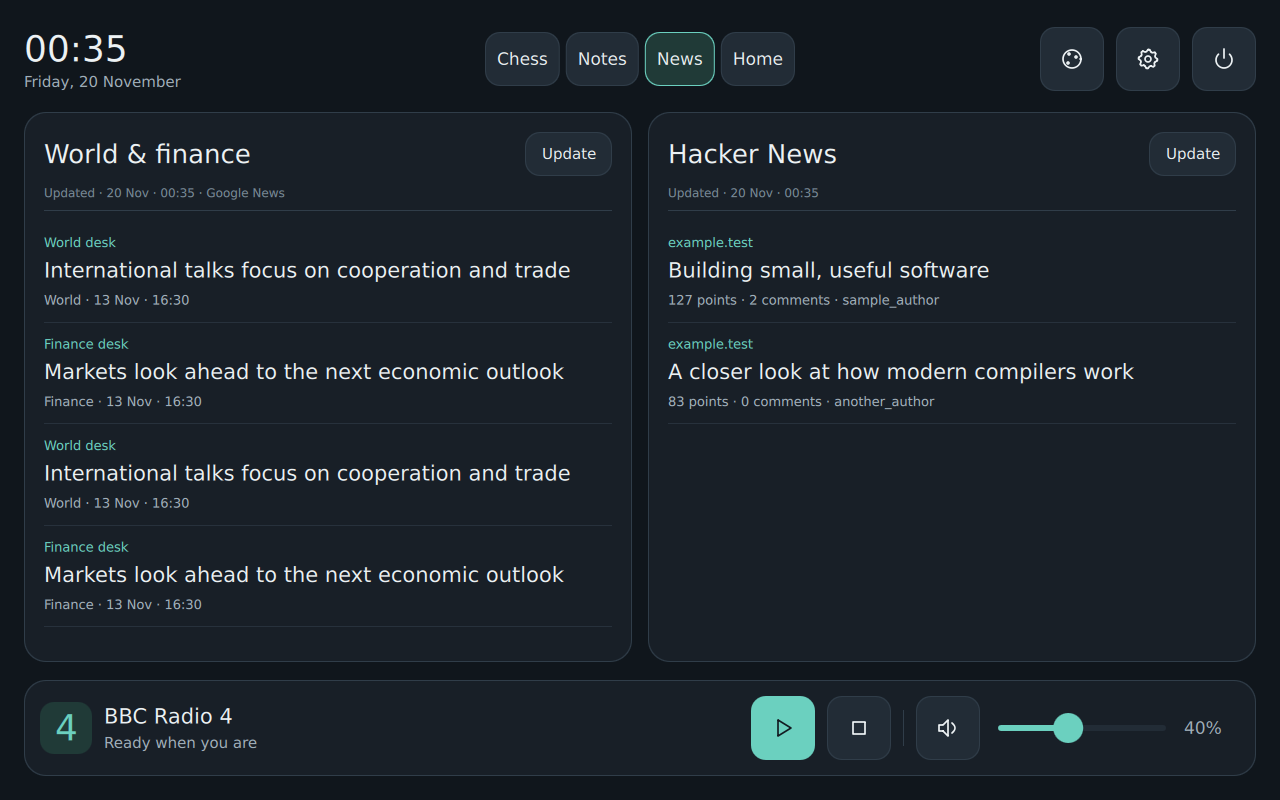 00:35
Friday, 20 November
Chess
Notes
News
Home
World & finance
Update
Updated · 20 Nov · 00:35 · Google News
World desk
International talks focus on cooperation and trade
World · 13 Nov · 16:30
Finance desk
Markets look ahead to the next economic outlook
Finance · 13 Nov · 16:30
World desk
International talks focus on cooperation and trade
World · 13 Nov · 16:30
Finance desk
Markets look ahead to the next economic outlook
Finance · 13 Nov · 16:30
Hacker News
Update
Updated · 20 Nov · 00:35
example.test
Building small, useful software
127 points · 2 comments · sample_author
example.test
A closer look at how modern compilers work
83 points · 0 comments · another_author
4
BBC Radio 4
Ready when you are
40%